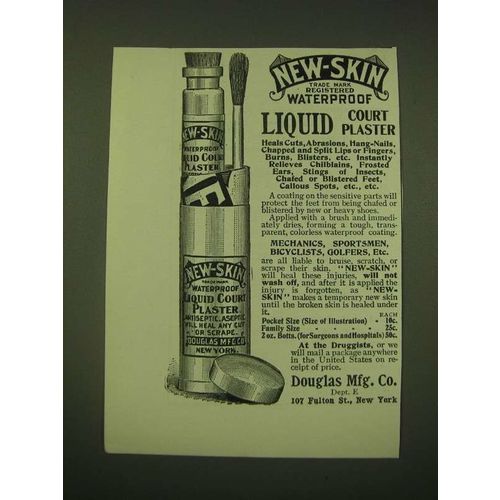 NEW-SKIN
WATERPROOF
LIQUID COURT
PLASTER
NEW-SKIN
TRADE MARK
WATERPROOF
LIQUID COURT
PLASTER
ANTISEPTIC, ASEPTIC
WILL HEAL ANY CUT
OR SCRAPE.
DOUGLAS MFG CO.
NEW YORK.
NEW-SKIN
TRADE MARK
REGISTERED
WATERPROOF
LIQUID COURT
PLASTER
Heals Cuts, Abrasions, Hang-Nails,
Chapped and Split Lips or Fingers,
Burns, Blisters, etc. Instantly
Relieves Chilblains, Frosted
Ears, Stings of Insects,
Chafed or Blistered Feet,
Callous Spots, etc., etc.
A coating on the sensitive parts will
protect the feet from being chafed or
blistered by new or heavy shoes.
Applied with a brush and immedi-
ately dries, forming a tough, trans-
parent, colorless waterproof coating.
MECHANICS, SPORTSMEN,
BICYCLISTS, GOLFERS, Etc.
are all liable to bruise, scratch, or
scrape their skin. "NEW-SKIN"
will heal these injuries, will not
wash off, and after it is applied the
injury is forgotten, as "NEW-
SKIN" makes a temporary new skin
until the broken skin is healed under
it.
EACH
Pocket Size (Size of Illustration) - 10c.
Family Size - - - - 25c.
2 oz. Botts. (for Surgeons and Hospitals) 50c.
At the Druggists, or we
will mail a package anywhere
in the United States on re-
ceipt of price.
Douglas Mfg. Co.
Dept. E
107 Fulton St., New York